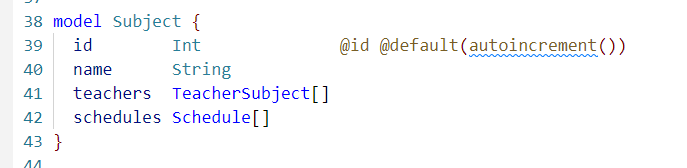 38 model Subject {
39   id        Int              @id @default(autoincrement())
40   name      String
41   teachers  TeacherSubject[]
42   schedules Schedule[]
43 }